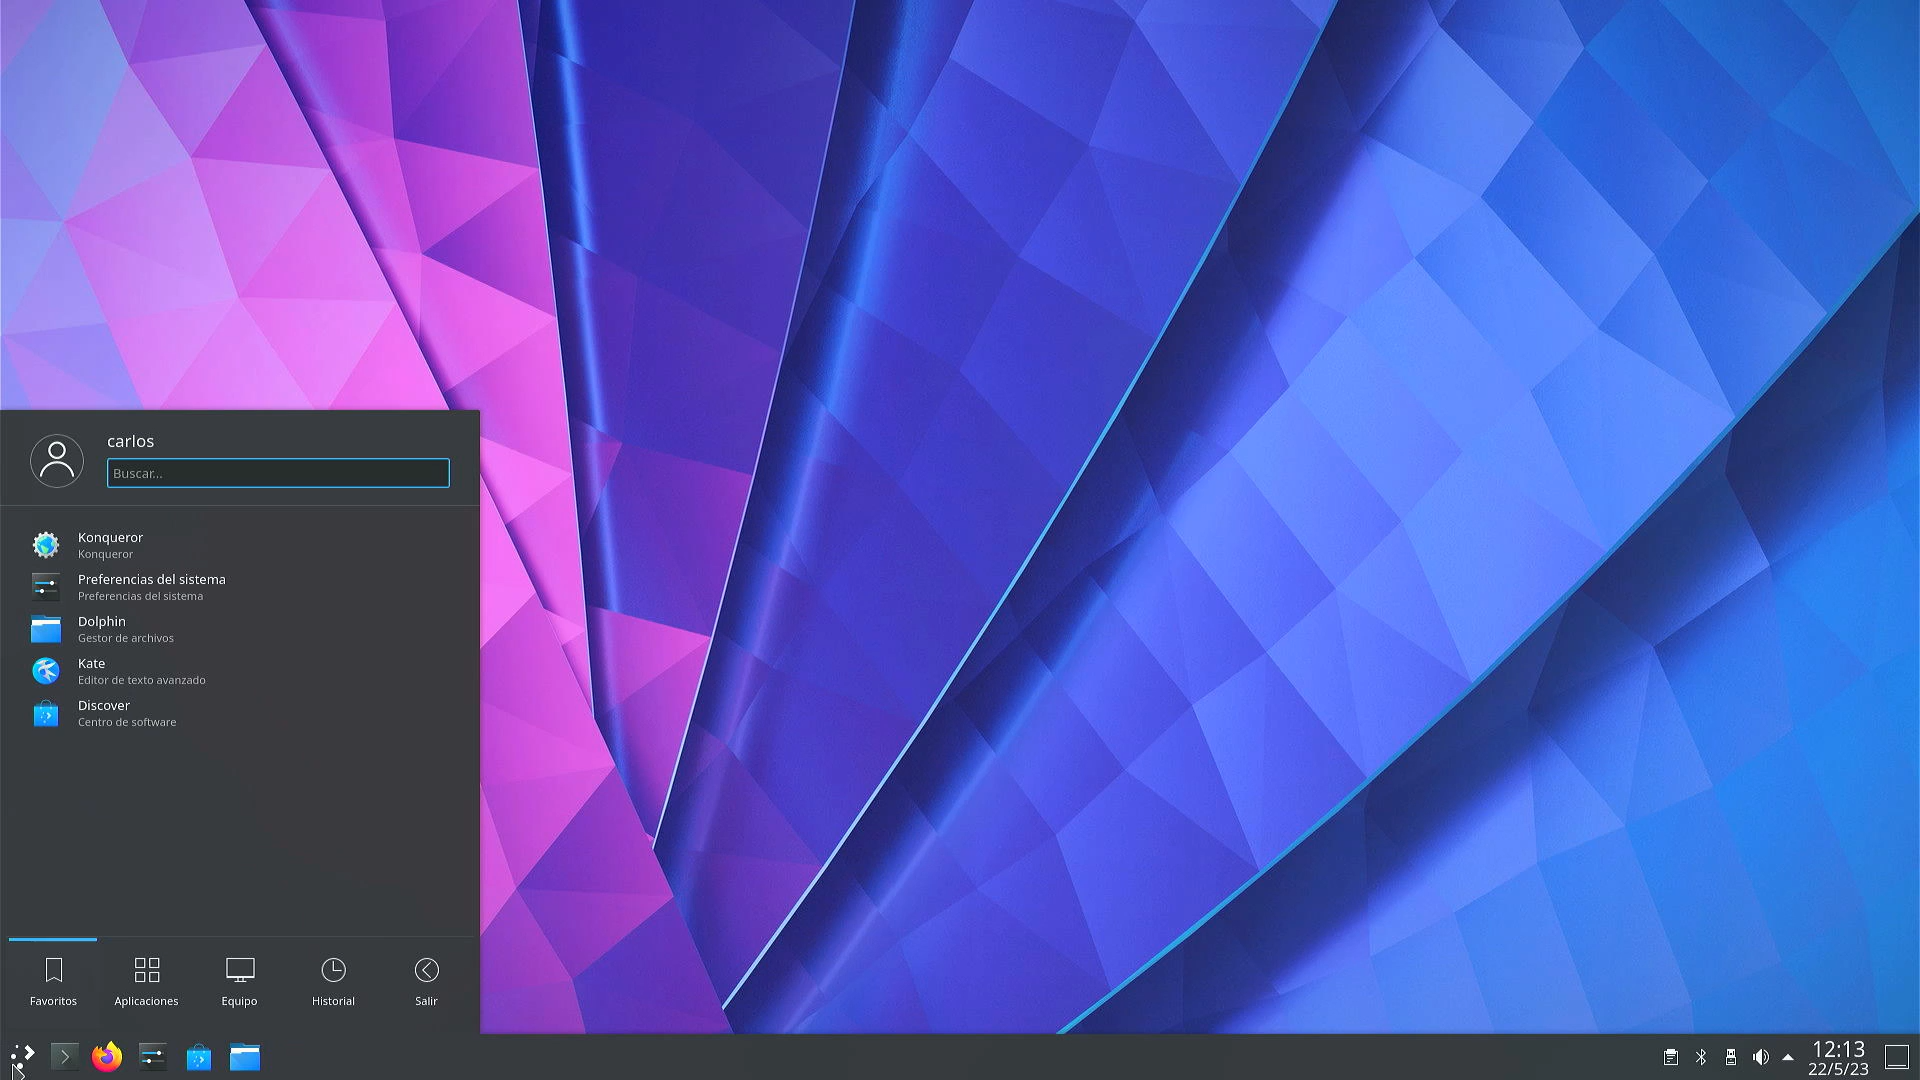 carlos
Buscar...
Konqueror
Konqueror
Preferencias del sistema
Preferencias del sistema
Dolphin
Gestor de archivos
Kate
Editor de texto avanzado
Discover
Centro de software
Favoritos
Aplicaciones
Equipo
Historial
Salir
12:13
22/5/23